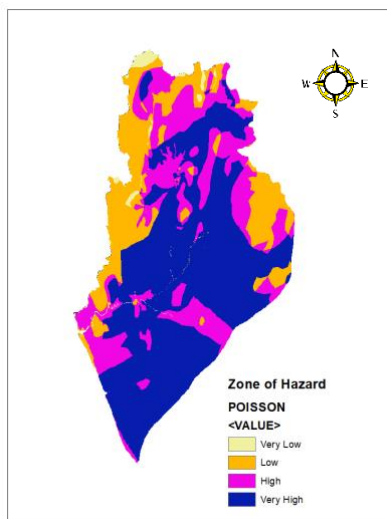 N
W
E
S
Zone of Hazard
POISSON
<VALUE>
Very Low
Low
High
Very High